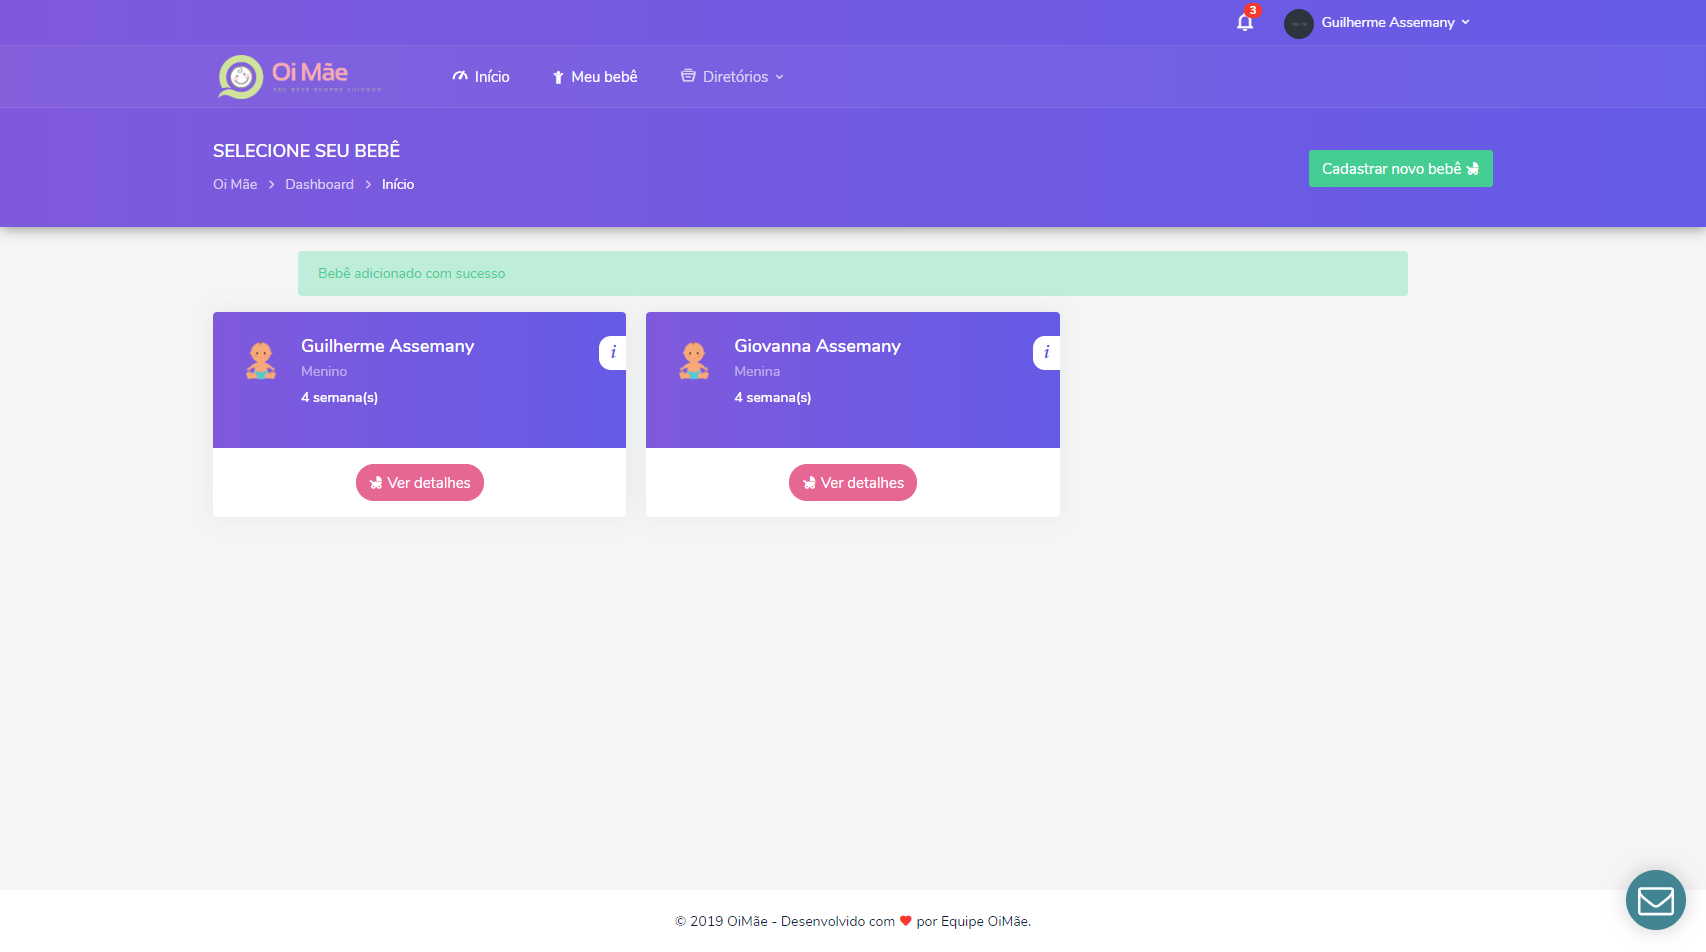 3
Guilherme Assemany
Oi Mãe
SEU BEBÊ SEMPRE CUIDADO
Início
Meu bebê
Diretórios
SELECIONE SEU BEBÊ
Oi Mãe > Dashboard > Início
Cadastrar novo bebê
Bebê adicionado com sucesso
Guilherme Assemany
Menino
4 semana(s)
i
Ver detalhes
Giovanna Assemany
Menina
4 semana(s)
i
Ver detalhes
© 2019 OiMãe - Desenvolvido com ❤ por Equipe OiMãe.